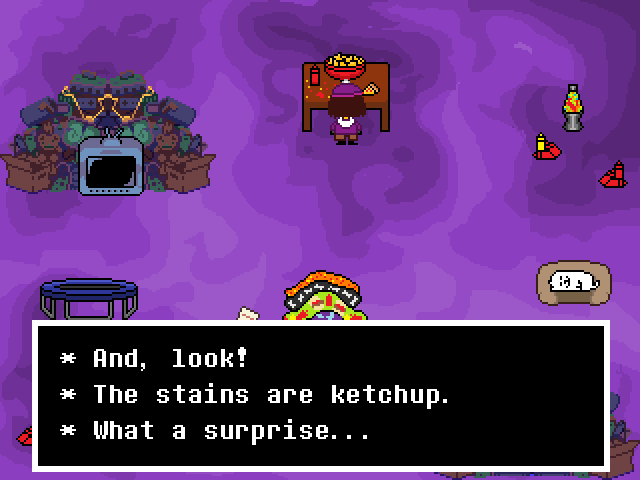 * And, look!
* The stains are ketchup.
* What a surprise...